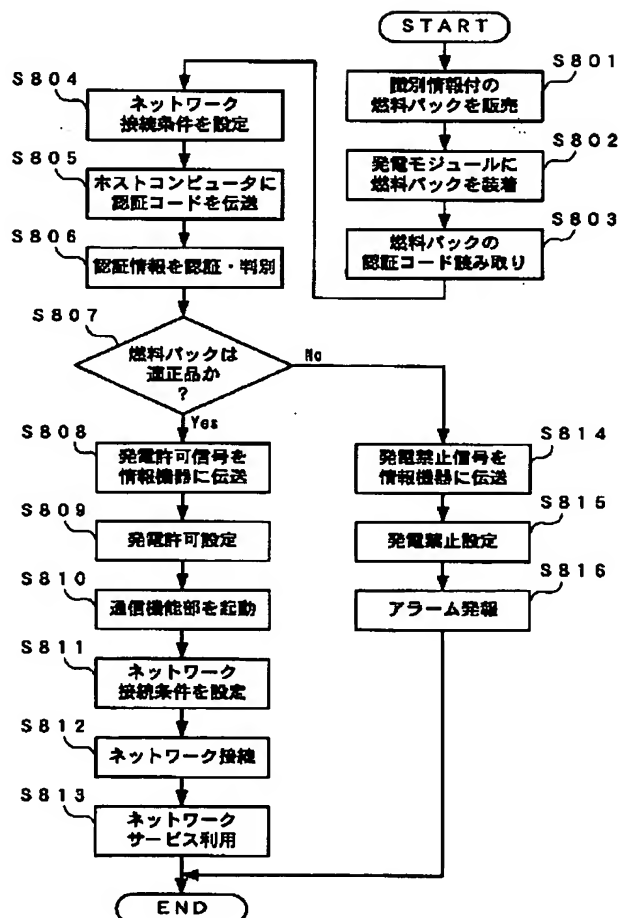 START
S801
識別情報付の
燃料パックを販売
S802
発電モジュールに
燃料パックを装着
S803
燃料パックの
認証コード読み取り
S804
ネットワーク
接続条件を設定
S805
ホストコンピュータに
認証コードを伝送
S806
認証情報を認証・判別
S807
燃料パックは
適正品か
?
No
Yes
S808
発電許可信号を
情報機器に伝送
S809
発電許可設定
S810
通信機能部を起動
S811
ネットワーク
接続条件を設定
S812
ネットワーク接続
S813
ネットワーク
サービス利用
S814
発電禁止信号を
情報機器に伝送
S815
発電禁止設定
S816
アラーム発報
END